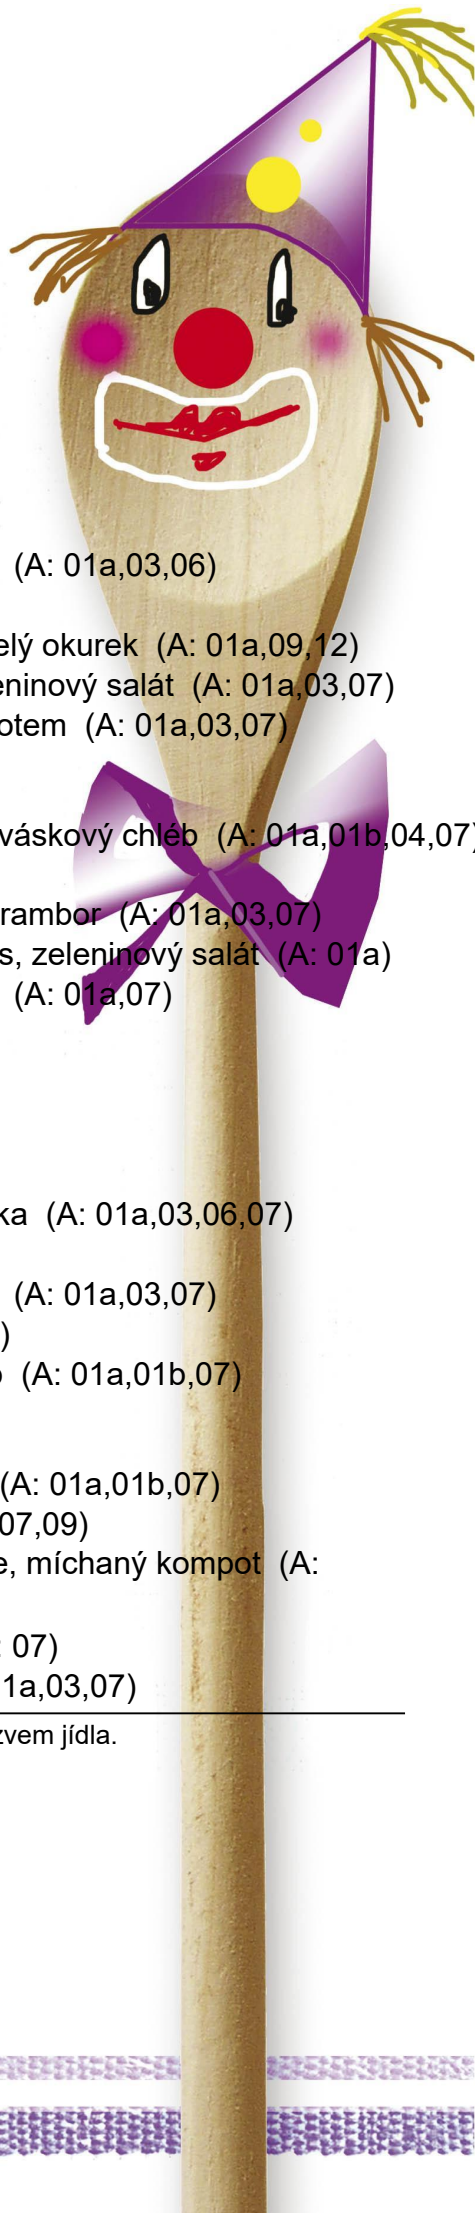 (A: 01a,03,06)
elý okurek (A: 01a,09,12)
eninový salát (A: 01a,03,07)
otem (A: 01a,03,07)
váskový chléb (A: 01a,01b,04,07)
rambor (A: 01a,03,07)
s, zeleninový salát (A: 01a)
(A: 01a,07)
ka (A: 01a,03,06,07)
(A: 01a,03,07)
)
o (A: 01a,01b,07)
(A: 01a,01b,07)
07,09)
e, míchaný kompot (A:
: 07)
1a,03,07)
zvem jídla.